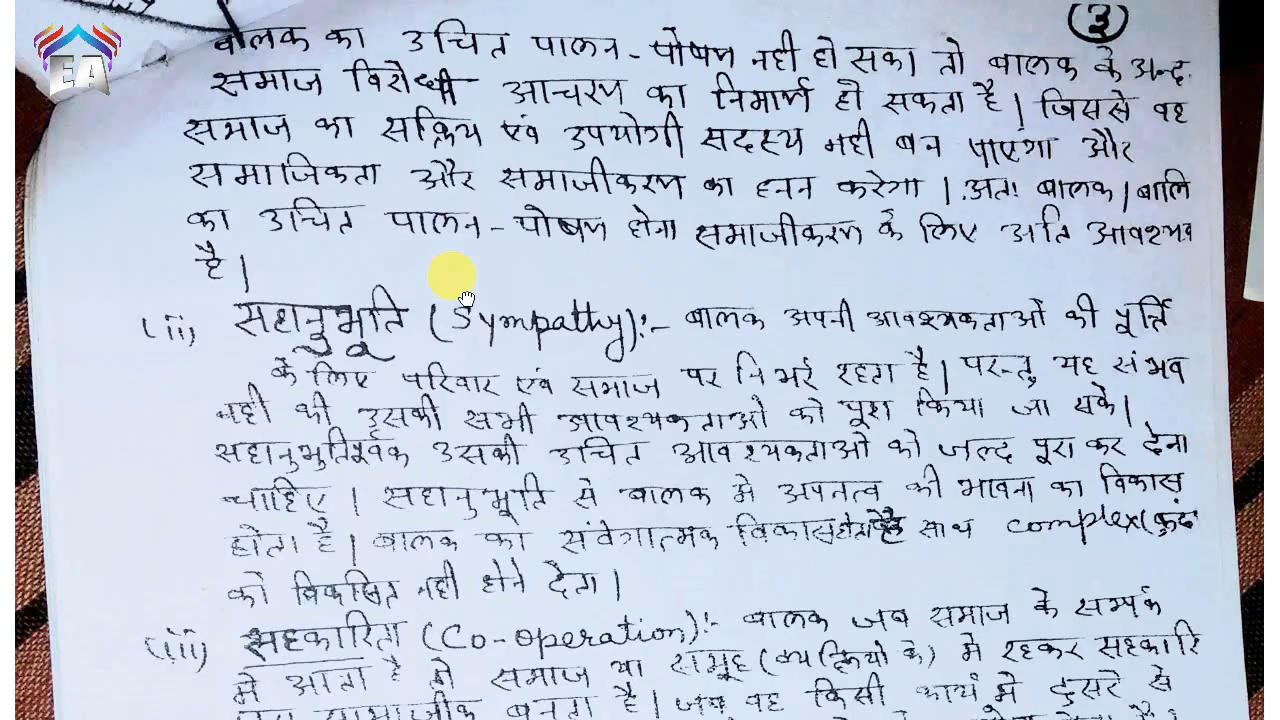 (3)
EA
बालक का उचित पालन-पोषण नही हो सका तो बालक के अन्द
समाज विरोधी आचरण का निमार्ण हो सकता है। जिससे वह
समाज का सक्रिय एवं उपयोगी सदस्य नही बन पाएगा और
समाजिकता और समाजीकरण का हनन करेगा। अतः बालक/बालि
का उचित पालन-पोषण होना समाजीकरण के लिए अति आवश्यक
है।
(ii) सहानुभूति (Sympathy):- बालक अपनी आवश्यकताओं की पूर्ति
के लिए परिवार एवं समाज पर निभर्र रहता है। परन्तु यह संभव
नही की उसकी सभी आवश्यकताओ को पूरा किया जा सके।
सहानुभुतिपूर्वक उसकी उचित आवश्यकताओ को जल्द पूरा कर देना
चाहिए। सहानुभूति से बालक मे अपनत्व की भावना का विकास
होता है। बालक का संवेगात्मक विकास होता है साथ complex(
को विकसित नही होने देता।
(iii) सहकारिता (Co-operation):- बालक जब समाज के सम्पर्क
मे आता है तो समाज या समूह (व्यक्तियो के) मे रहकर सहकारि
सामाजीक बनता है। जब वह किसी कार्य मे दुसरे से